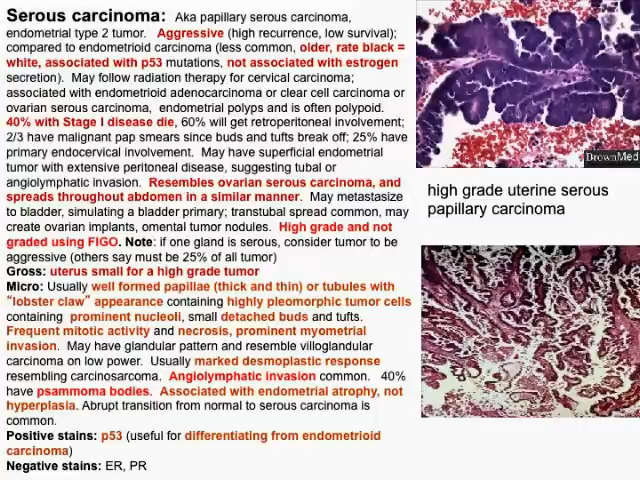 Serous carcinoma: Aka papillary serous carcinoma,
endometrial type 2 tumor. Aggressive (high recurrence, low survival);
compared to endometrioid carcinoma (less common, older, rate black =
white, associated with p53 mutations, not associated with estrogen
secretion). May follow radiation therapy for cervical carcinoma;
associated with endometrioid adenocarcinoma or clear cell carcinoma or
ovarian serous carcinoma, endometrial polyps and is often polypoid.
40% with Stage I disease die, 60% will get retroperitoneal involvement;
2/3 have malignant pap smears since buds and tufts break off; 25% have
primary endocervical involvement. May have superficial endometrial
tumor with extensive peritoneal disease, suggesting tubal or
angiolymphatic invasion. Resembles ovarian serous carcinoma, and
spreads throughout abdomen in a similar manner. May metastasize
to bladder, simulating a bladder primary; transtubal spread common, may
create ovarian implants, omental tumor nodules. High grade and not
graded using FIGO. Note: if one gland is serous, consider tumor to be
aggressive (others say must be 25% of all tumor)
Gross: uterus small for a high grade tumor
Micro: Usually well formed papillae (thick and thin) or tubules with
“lobster claw” appearance containing highly pleomorphic tumor cells
containing prominent nucleoli, small detached buds and tufts.
Frequent mitotic activity and necrosis, prominent myometrial
invasion. May have glandular pattern and resemble villoglandular
carcinoma on low power. Usually marked desmoplastic response
resembling carcinosarcoma. Angiolymphatic invasion common. 40%
have psammoma bodies. Associated with endometrial atrophy, not
hyperplasia. Abrupt transition from normal to serous carcinoma is
common.
Positive stains: p53 (useful for differentiating from endometrioid
carcinoma)
Negative stains: ER, PR
BrownMed
high grade uterine serous
papillary carcinoma